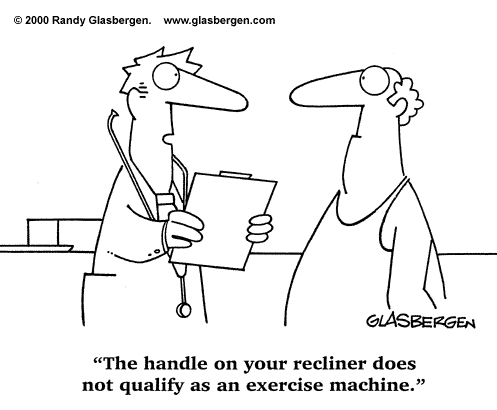 © 2000 Randy Glasbergen. www.glasbergen.com
GLASBERGEN
“The handle on your recliner does
not qualify as an exercise machine.”